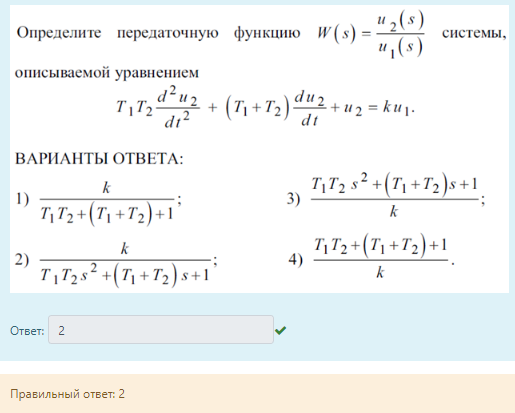 Определите передаточную функцию W(s) = u₂(s)/u₁(s) системы,
описываемой уравнением
T₁T₂ d²u₂/dt² + (T₁+T₂) du₂/dt + u₂ = ku₁.
ВАРИАНТЫ ОТВЕТА:
1) k/(T₁T₂+(T₁+T₂)+1);
2) k/(T₁T₂s²+(T₁+T₂)s+1);
3) (T₁T₂s²+(T₁+T₂)s+1)/k;
4) (T₁T₂+(T₁+T₂)+1)/k.
Ответ: 2
Правильный ответ: 2